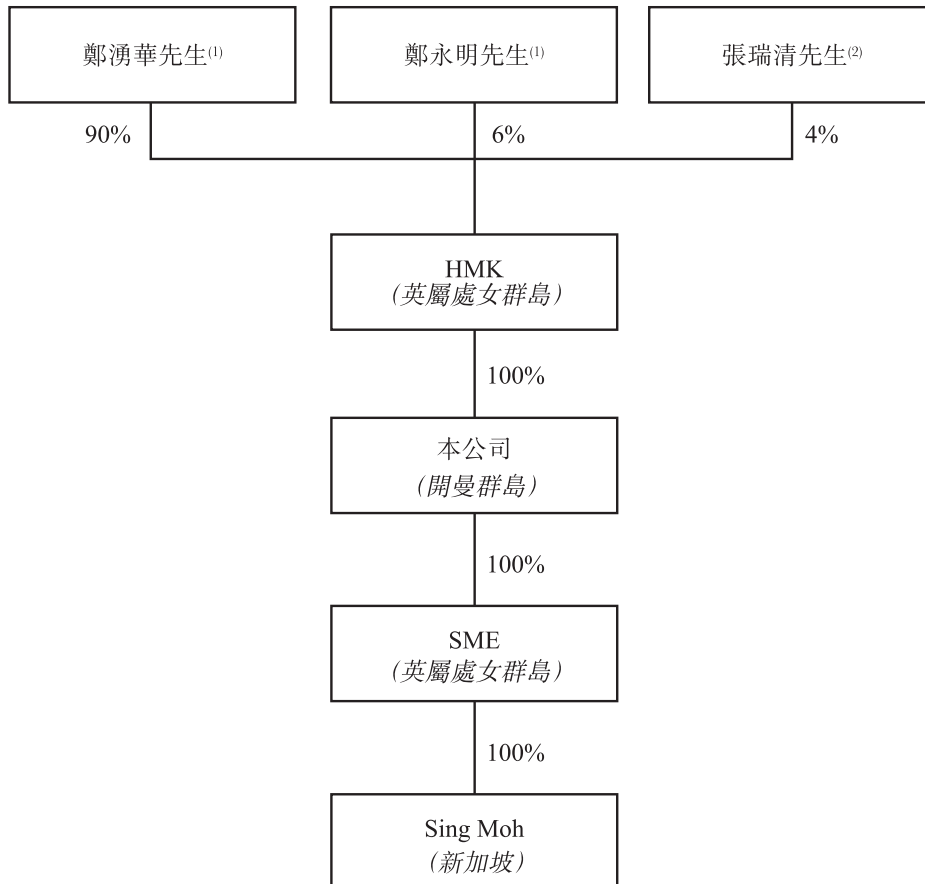 鄭湧華先生(1)
鄭永明先生(1)
張瑞清先生(2)
90%
6%
4%
HMK
(英屬處女群島)
100%
本公司
(開曼群島)
100%
SME
(英屬處女群島)
100%
Sing Moh
(新加坡)